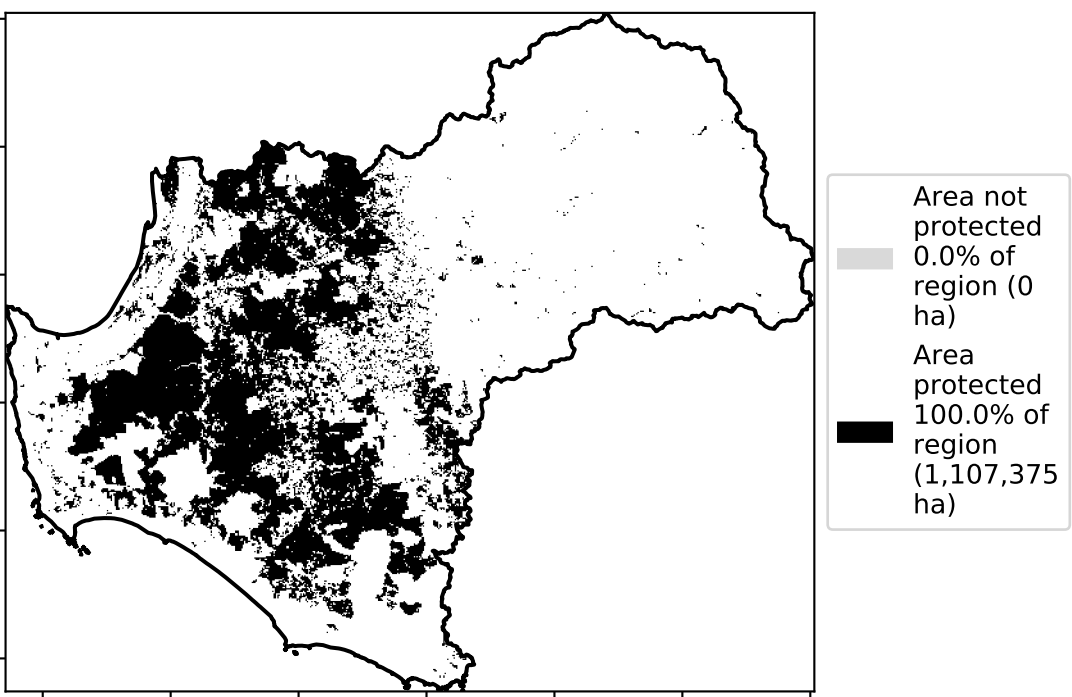 Area not
protected
0.0% of
region (0
ha)
Area
protected
100.0% of
region
(1,107,375
ha)